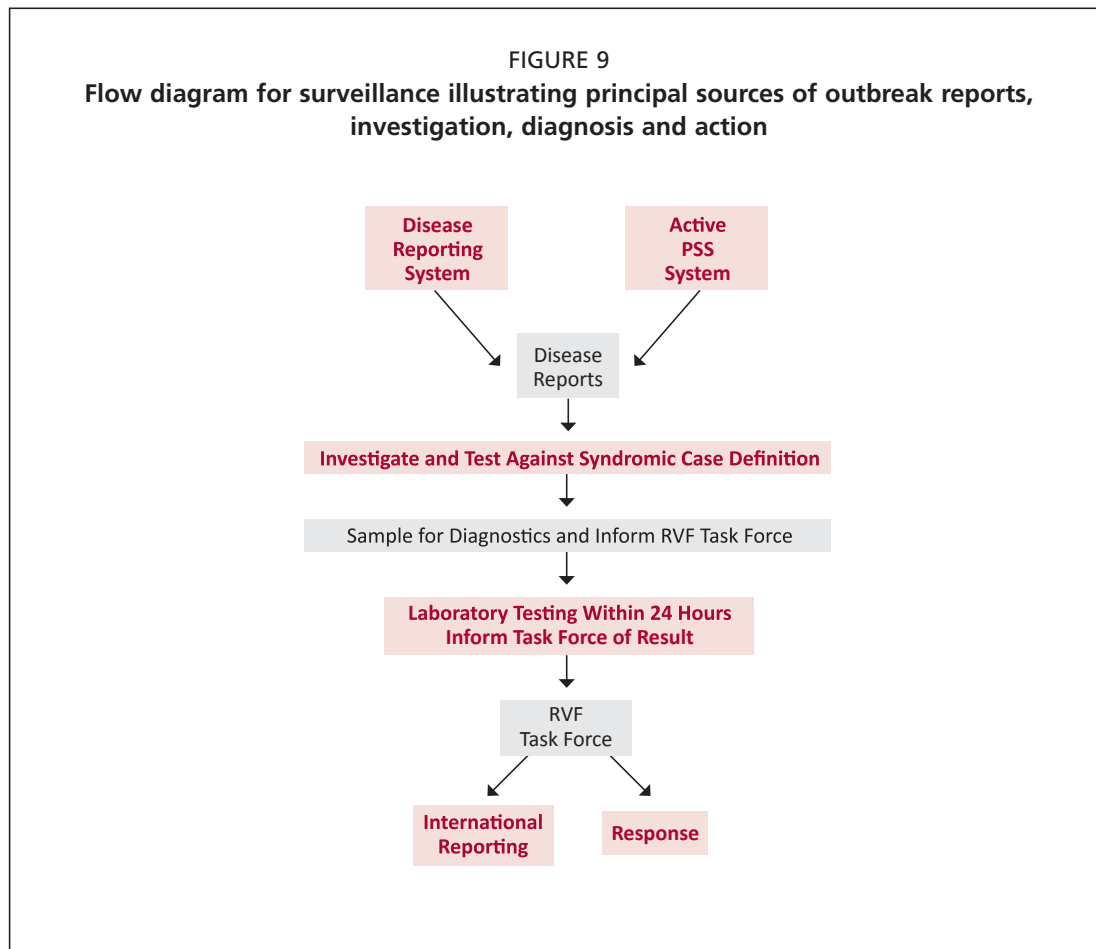 FIGURE 9
Flow diagram for surveillance illustrating principal sources of outbreak reports,
investigation, diagnosis and action
Disease
Reporting
System
Active
PSS
System
Disease
Reports
Investigate and Test Against Syndromic Case Definition
Sample for Diagnostics and Inform RVF Task Force
Laboratory Testing Within 24 Hours
Inform Task Force of Result
RVF
Task Force
International
Reporting
Response